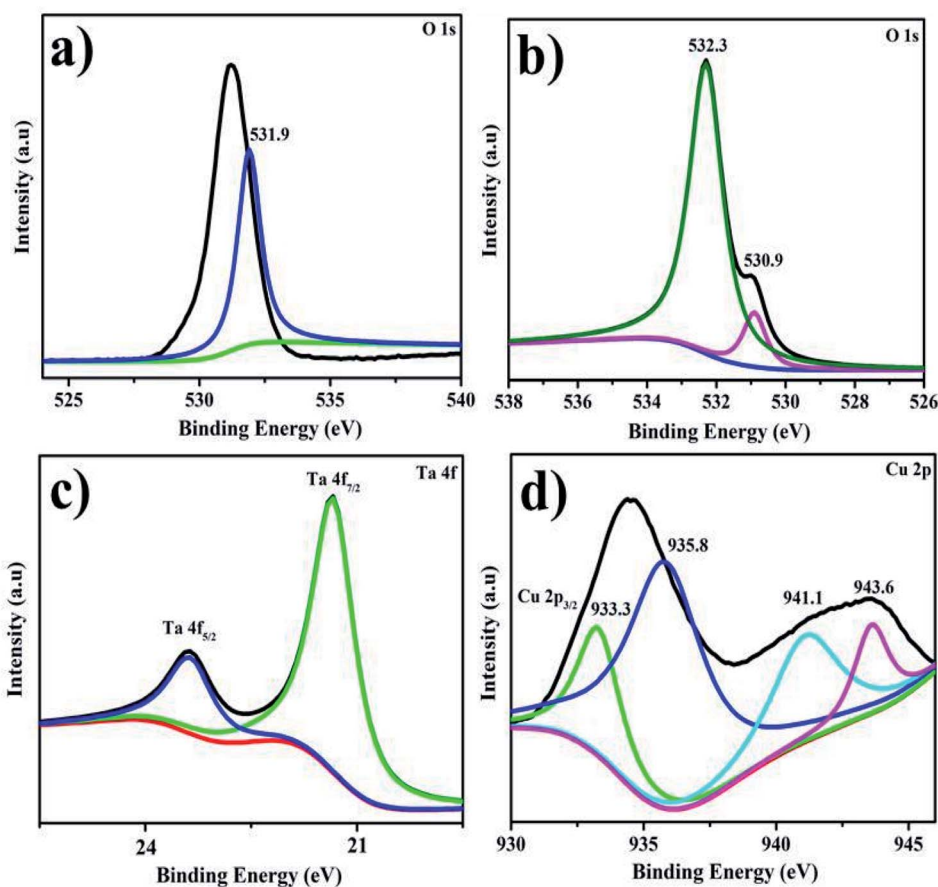 a)
O 1s
531.9
Intensity (a.u)
525
530
535
540
Binding Energy (eV)
b)
O 1s
532.3
530.9
Intensity (a.u)
538
536
534
532
530
528
526
Binding Energy (eV)
c)
Ta 4f7/2
Ta 4f
Ta 4f5/2
Intensity (a.u)
24
21
Binding Energy (eV)
d)
Cu 2p
935.8
943.6
941.1
Cu 2p3/2
933.3
Intensity (a.u)
930
935
940
945
Binding Energy (eV)